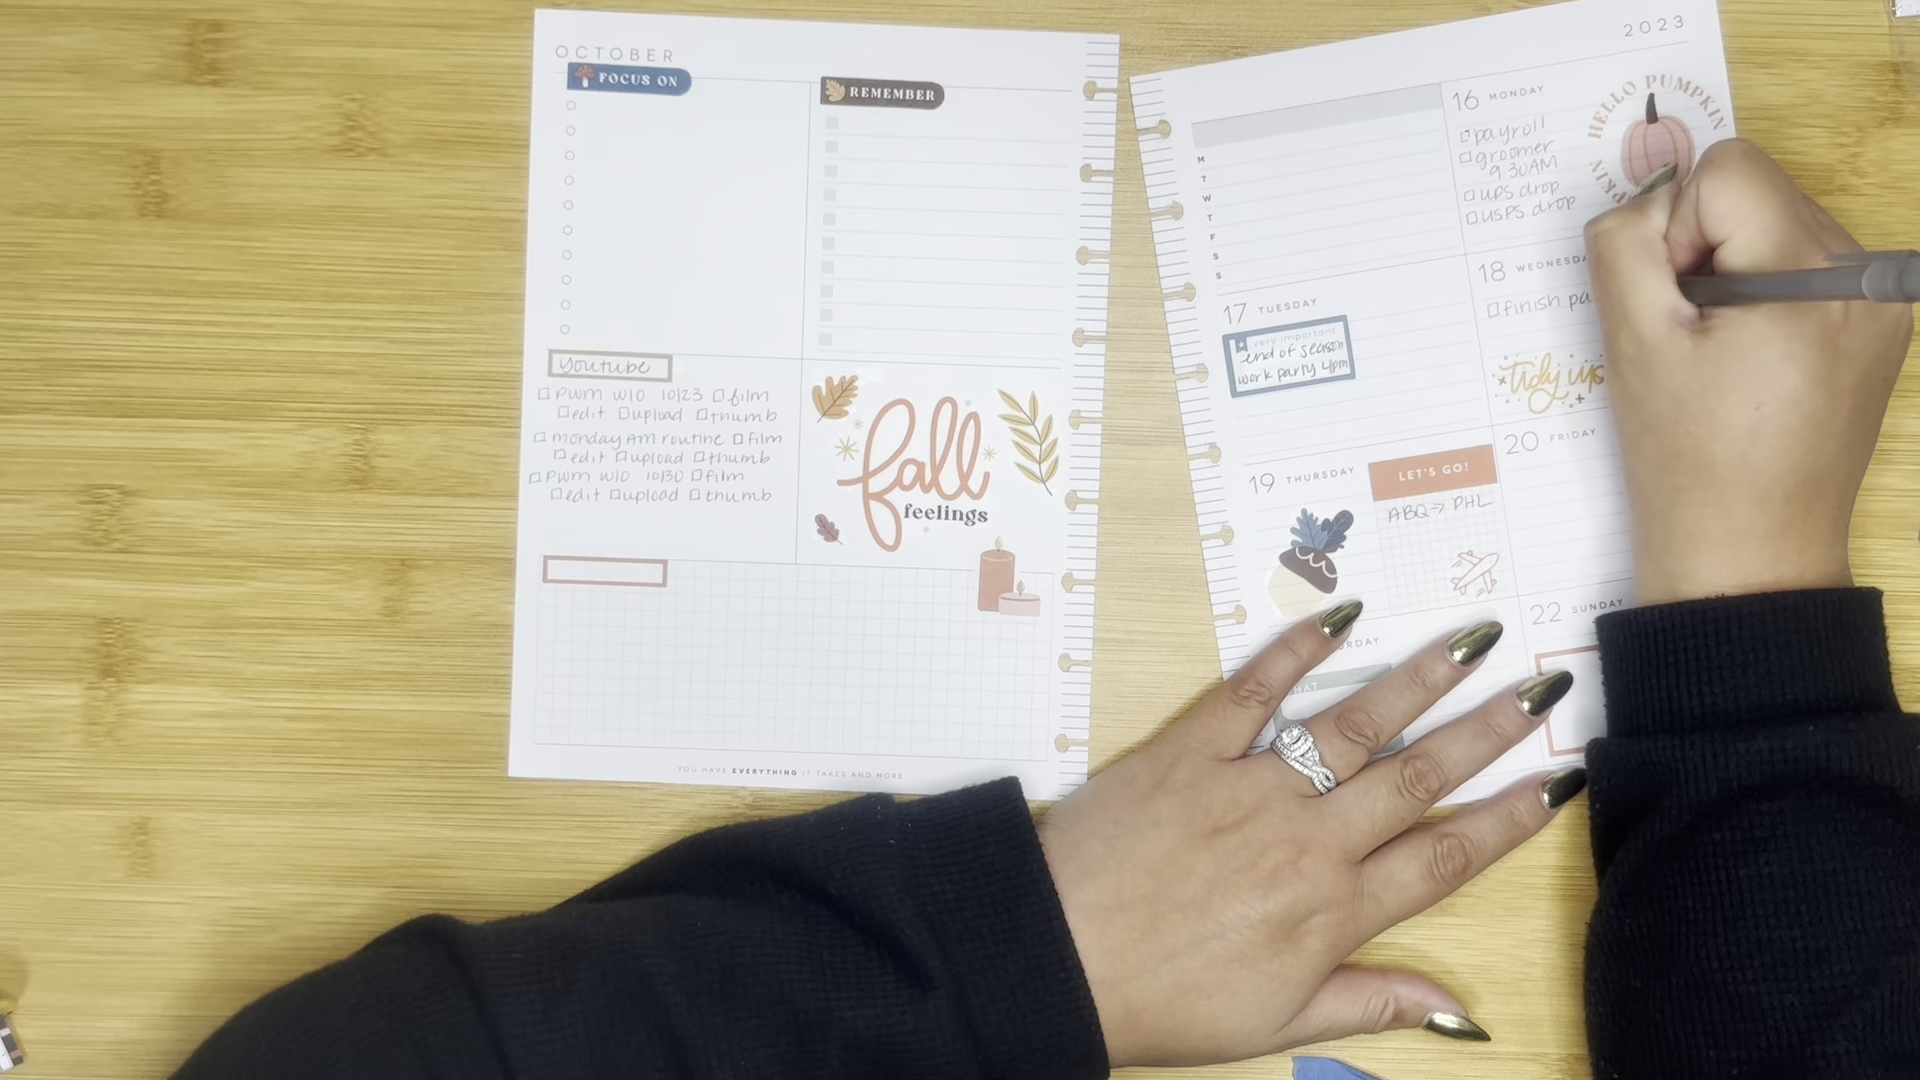 OCTOBER
FOCUS ON
REMEMBER
Youtube
PWM W/O 10/23 film
edit upload thumb
monday AM routine film
edit upload thumb
PWM W/O 10/30 film
edit upload thumb
fall
feelings
YOU HAVE EVERYTHING IT TAKES AND MORE
2023
M
T
W
T
F
S
S
16 MONDAY
payroll
groomer
9:30AM
ups drop
USPS drop
HELLO PUMPKIN
17 TUESDAY
very important
end of season
work party 4pm
18 WEDNESDA
finish pa
tidy up
19 THURSDAY
LET'S GO!
ABQ → PHL
20 FRIDAY
RDAY
HAT
22 SUNDAY